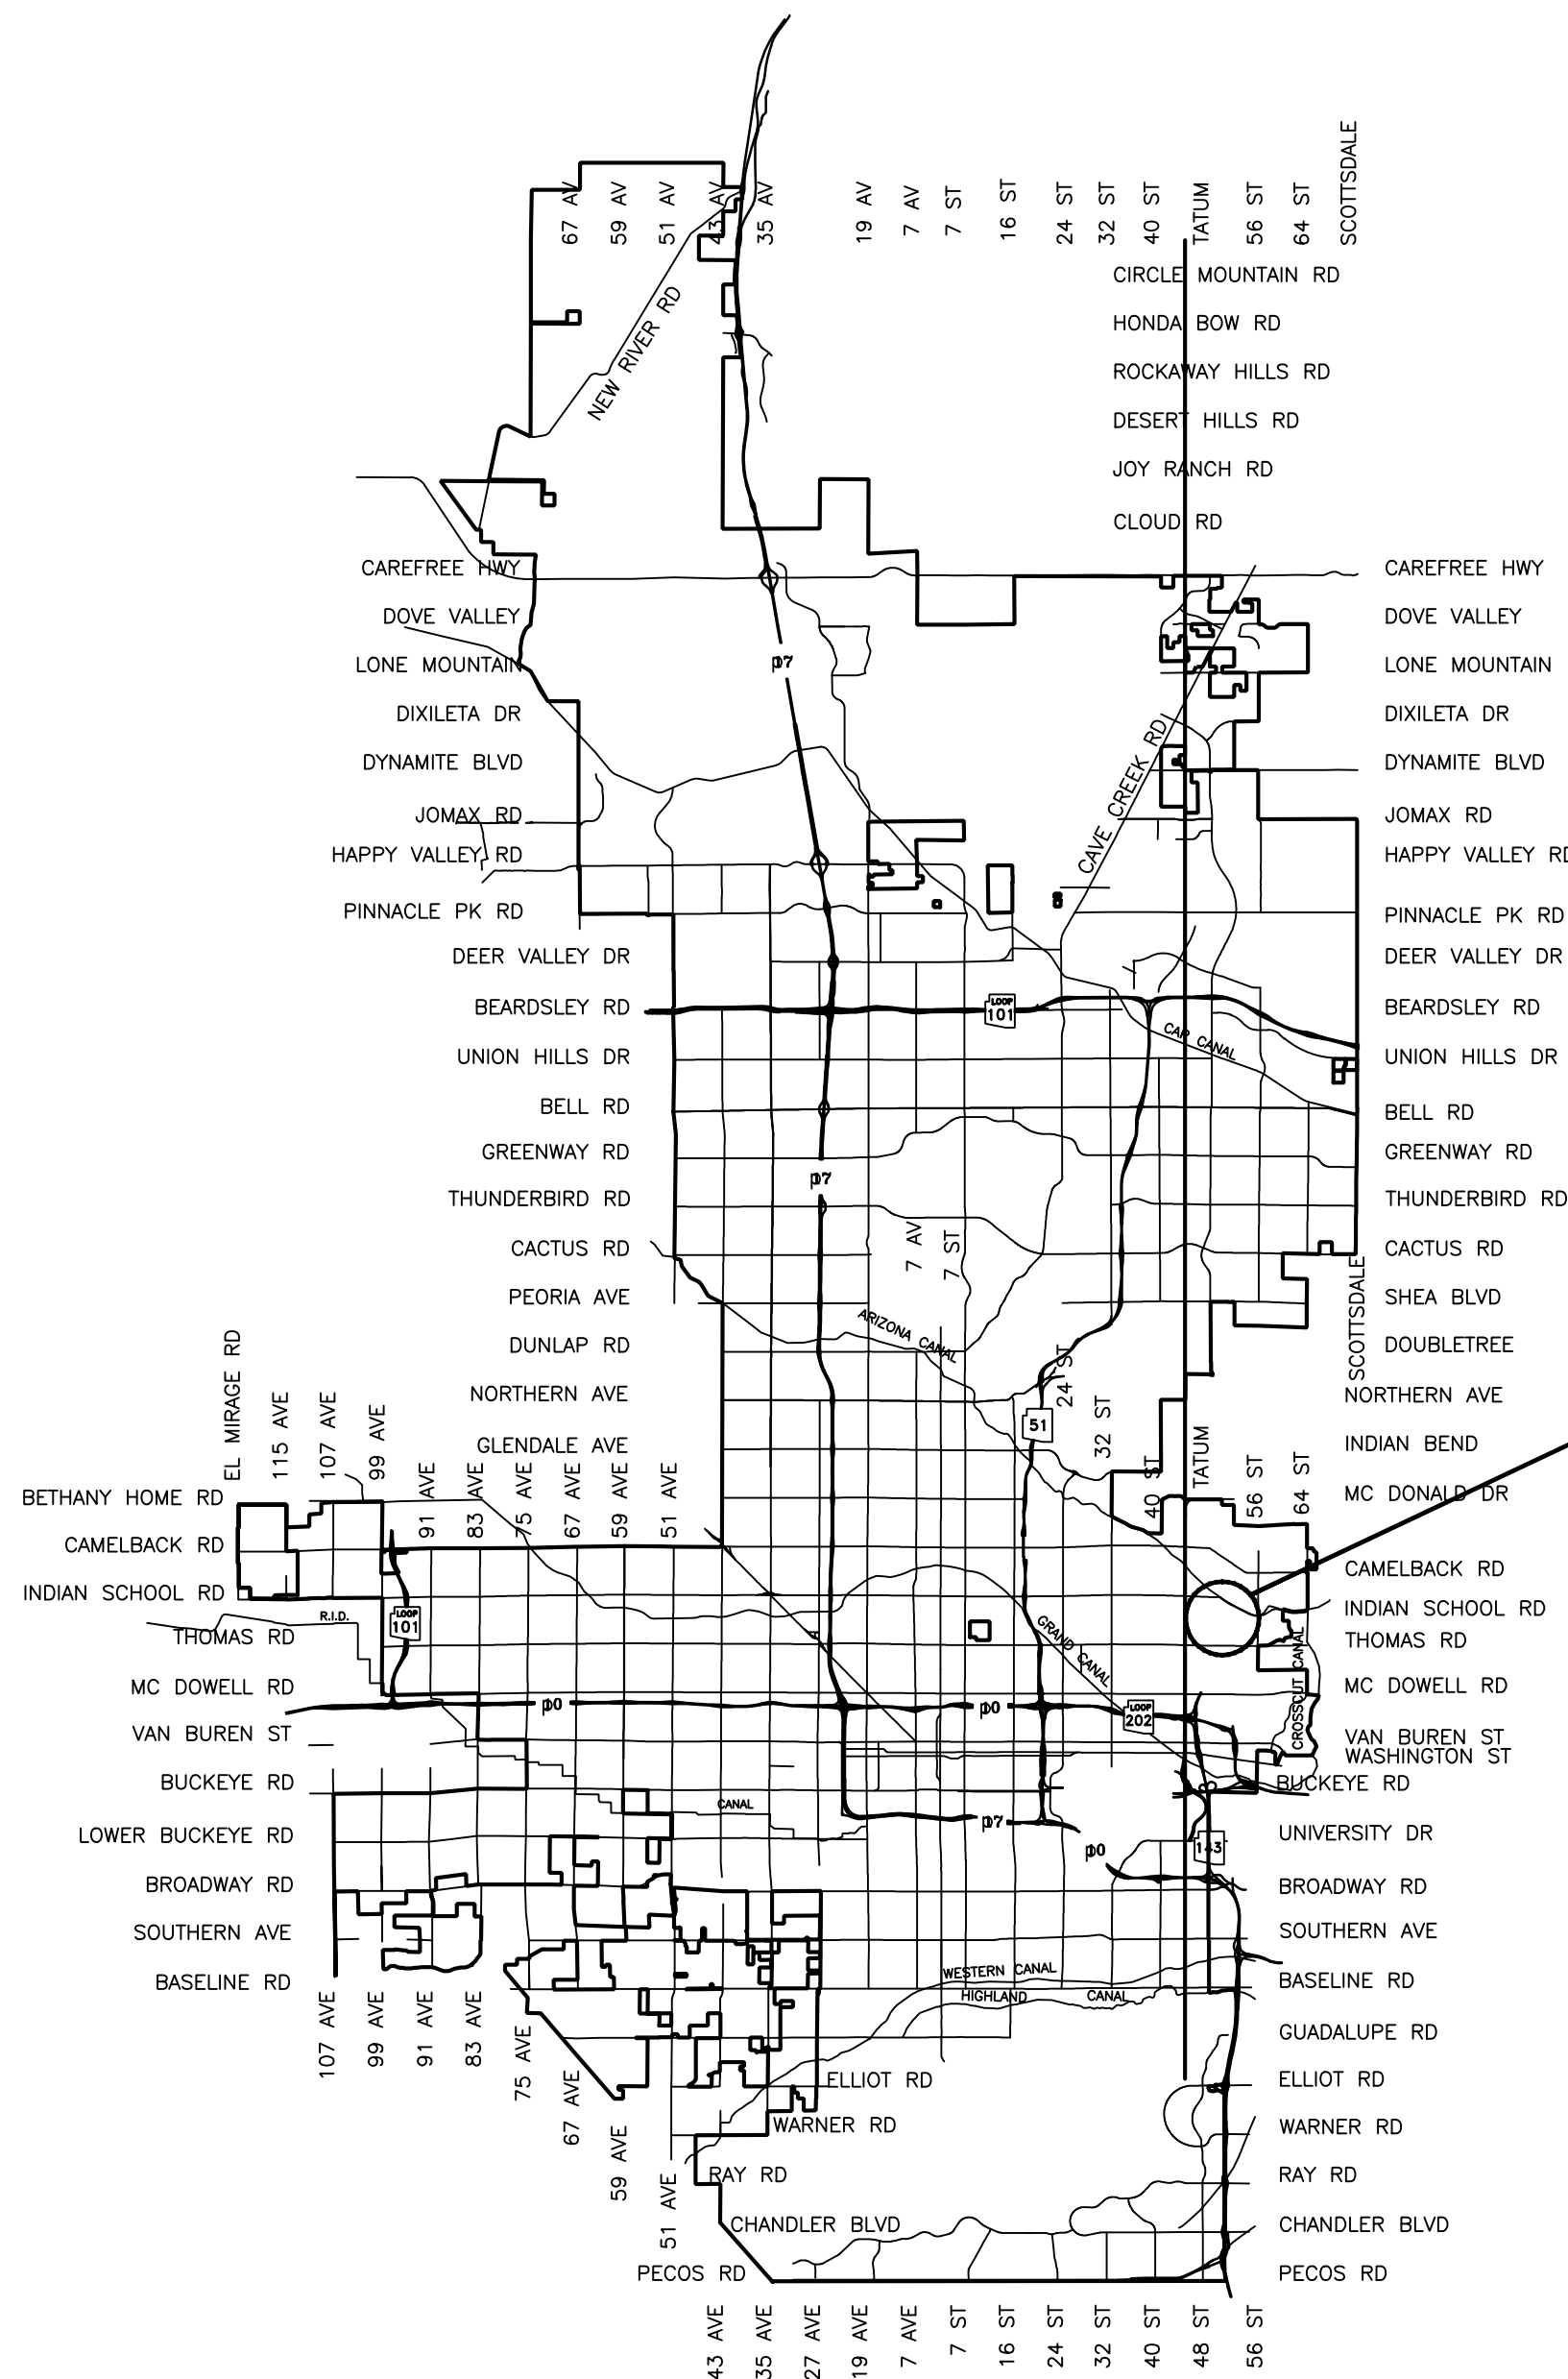 67 AV
59 AV
51 AV
43 AV
35 AV
19 AV
7 AV
7 ST
16 ST
24 ST
32 ST
40 ST
TATUM
56 ST
64 ST
SCOTTSDALE
CIRCLE MOUNTAIN RD
HONDA BOW RD
NEW RIVER RD
ROCKAWAY HILLS RD
DESERT HILLS RD
JOY RANCH RD
CLOUD RD
CAREFREE HWY
CAREFREE HWY
DOVE VALLEY
DOVE VALLEY
LONE MOUNTAIN
LONE MOUNTAIN
DIXILETA DR
DIXILETA DR
DYNAMITE BLVD
CAVE CREEK RD
DYNAMITE BLVD
JOMAX RD
JOMAX RD
HAPPY VALLEY RD
HAPPY VALLEY RD
PINNACLE PK RD
PINNACLE PK RD
DEER VALLEY DR
DEER VALLEY DR
BEARDSLEY RD
LOOP
101
BEARDSLEY RD
CAP CANAL
UNION HILLS DR
UNION HILLS DR
BELL RD
BELL RD
GREENWAY RD
GREENWAY RD
THUNDERBIRD RD
THUNDERBIRD RD
CACTUS RD
7 AV
7 ST
CACTUS RD
PEORIA AVE
SCOTTSDALE
SHEA BLVD
ARIZONA CANAL
DUNLAP RD
DOUBLETREE
NORTHERN AVE
24 ST
NORTHERN AVE
51
32 ST
GLENDALE AVE
INDIAN BEND
EL MIRAGE RD
115 AVE
107 AVE
99 AVE
91 AVE
83 AVE
75 AVE
67 AVE
59 AVE
51 AVE
40 ST
TATUM
56 ST
64 ST
BETHANY HOME RD
MC DONALD DR
CAMELBACK RD
CAMELBACK RD
INDIAN SCHOOL RD
INDIAN SCHOOL RD
R.I.D.
LOOP
101
THOMAS RD
GRAND CANAL
THOMAS RD
CROSSCUT CANAL
MC DOWELL RD
MC DOWELL RD
LOOP
202
VAN BUREN ST
VAN BUREN ST
WASHINGTON ST
BUCKEYE RD
BUCKEYE RD
CANAL
LOWER BUCKEYE RD
UNIVERSITY DR
143
BROADWAY RD
BROADWAY RD
SOUTHERN AVE
SOUTHERN AVE
BASELINE RD
WESTERN CANAL
BASELINE RD
HIGHLAND CANAL
107 AVE
99 AVE
91 AVE
83 AVE
75 AVE
67 AVE
59 AVE
51 AVE
GUADALUPE RD
ELLIOT RD
ELLIOT RD
WARNER RD
WARNER RD
RAY RD
RAY RD
CHANDLER BLVD
CHANDLER BLVD
PECOS RD
PECOS RD
43 AVE
35 AVE
27 AVE
19 AVE
7 AVE
7 ST
16 ST
24 ST
32 ST
40 ST
48 ST
56 ST